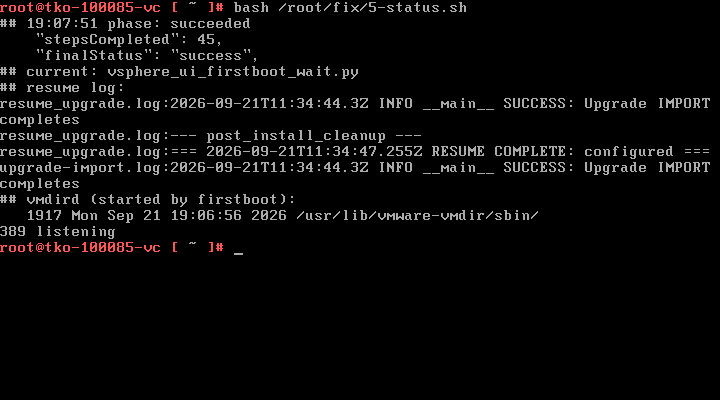 root@tko-100085-vc [ ~ ]# bash /root/fix/5-status.sh
## 19:07:51 phase: succeeded
    "stepsCompleted": 45,
    "finalStatus": "success",
## current: vsphere_ui_firstboot_wait.py
## resume log:
resume_upgrade.log:2026-09-21T11:34:44.3Z INFO __main__ SUCCESS: Upgrade IMPORT
completes
resume_upgrade.log:--- post_install_cleanup ---
resume_upgrade.log:=== 2026-09-21T11:34:47.255Z RESUME COMPLETE: configured ===
upgrade-import.log:2026-09-21T11:34:44.3Z INFO __main__ SUCCESS: Upgrade IMPORT
completes
## vmdird (started by firstboot):
   1917 Mon Sep 21 19:06:56 2026 /usr/lib/vmware-vmdir/sbin/
389 listening
root@tko-100085-vc [ ~ ]# _